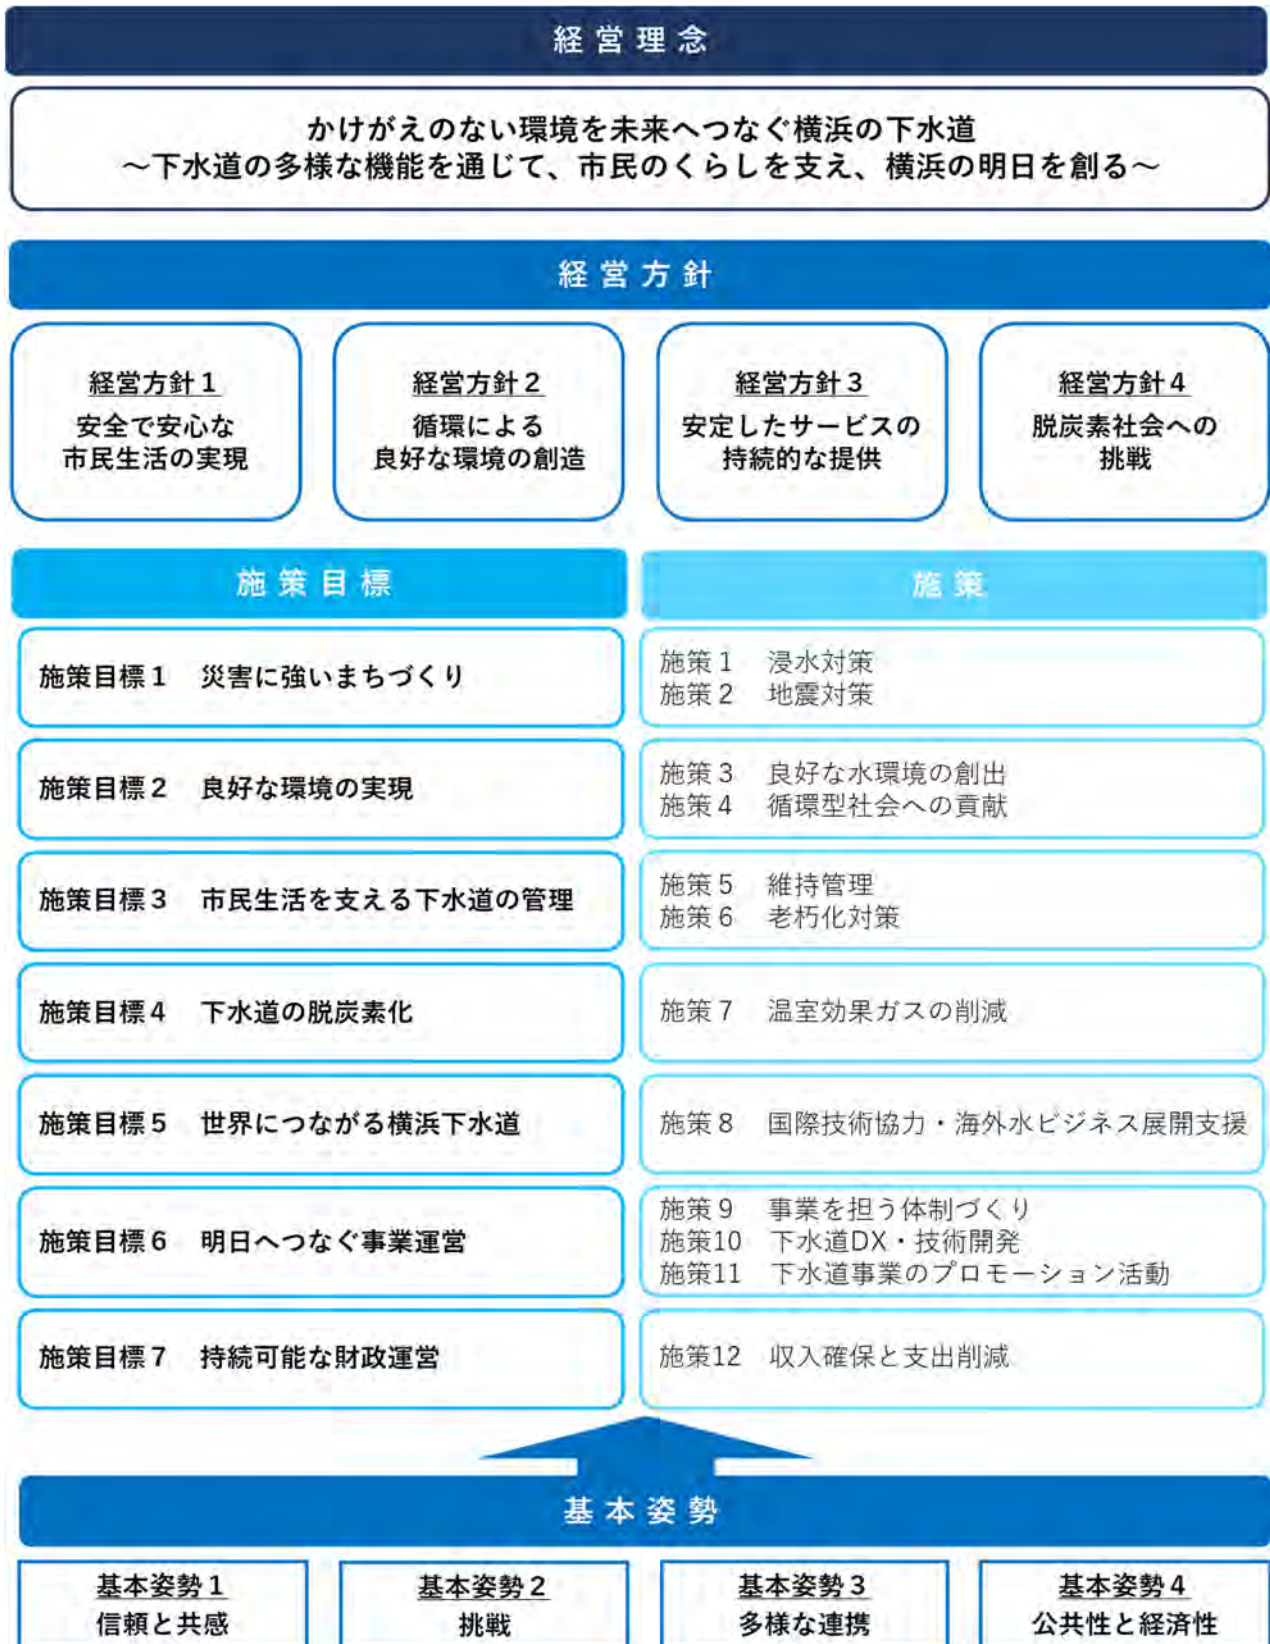 経営理念
かけがえのない環境を未来へつなぐ横浜の下水道
～下水道の多様な機能を通じて、市民のくらしを支え、横浜の明日を創る～
経営方針
経営方針１
安全で安心な
市民生活の実現
経営方針２
循環による
良好な環境の創造
経営方針３
安定したサービスの
持続的な提供
経営方針４
脱炭素社会への
挑戦
施策目標
施策
施策目標１　災害に強いまちづくり
施策１　浸水対策
施策２　地震対策
施策目標２　良好な環境の実現
施策３　良好な水環境の創出
施策４　循環型社会への貢献
施策目標３　市民生活を支える下水道の管理
施策５　維持管理
施策６　老朽化対策
施策目標４　下水道の脱炭素化
施策７　温室効果ガスの削減
施策目標５　世界につながる横浜下水道
施策８　国際技術協力・海外水ビジネス展開支援
施策目標６　明日へつなぐ事業運営
施策９　事業を担う体制づくり
施策10　下水道DX・技術開発
施策11　下水道事業のプロモーション活動
施策目標７　持続可能な財政運営
施策12　収入確保と支出削減
基本姿勢
基本姿勢１
信頼と共感
基本姿勢２
挑戦
基本姿勢３
多様な連携
基本姿勢４
公共性と経済性